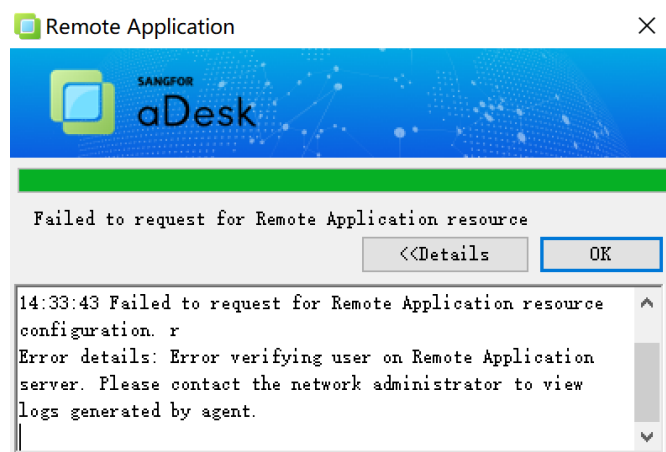 Remote Application
SANGFOR
aDesk
Failed to request for Remote Application resource
<<Details
OK
14:33:43 Failed to request for Remote Application resource
configuration. r
Error details: Error verifying user on Remote Application
server. Please contact the network administrator to view
logs generated by agent.